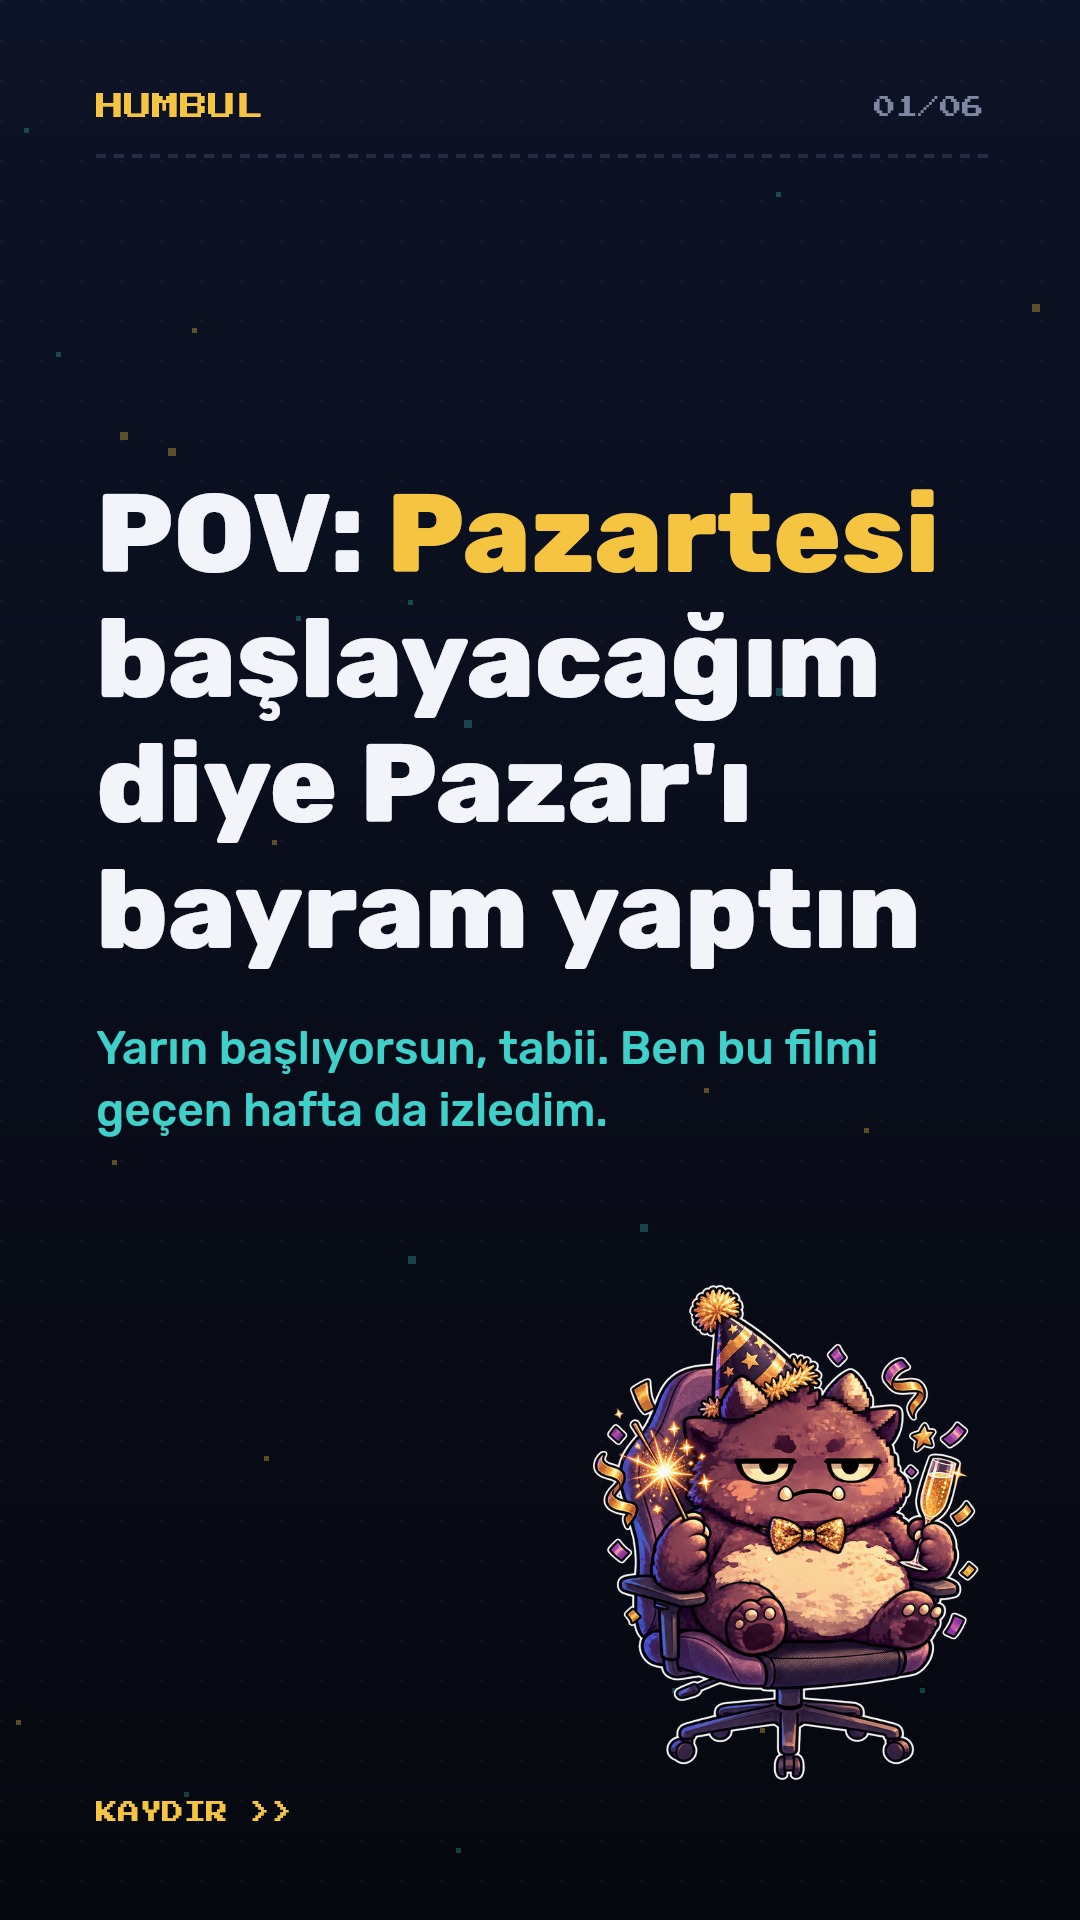 HUMBUL
01/06
POV: Pazartesi
başlayacağım
diye Pazar'ı
bayram yaptın
Yarın başlıyorsun, tabii. Ben bu filmi
geçen hafta da izledim.
KAYDIR >>